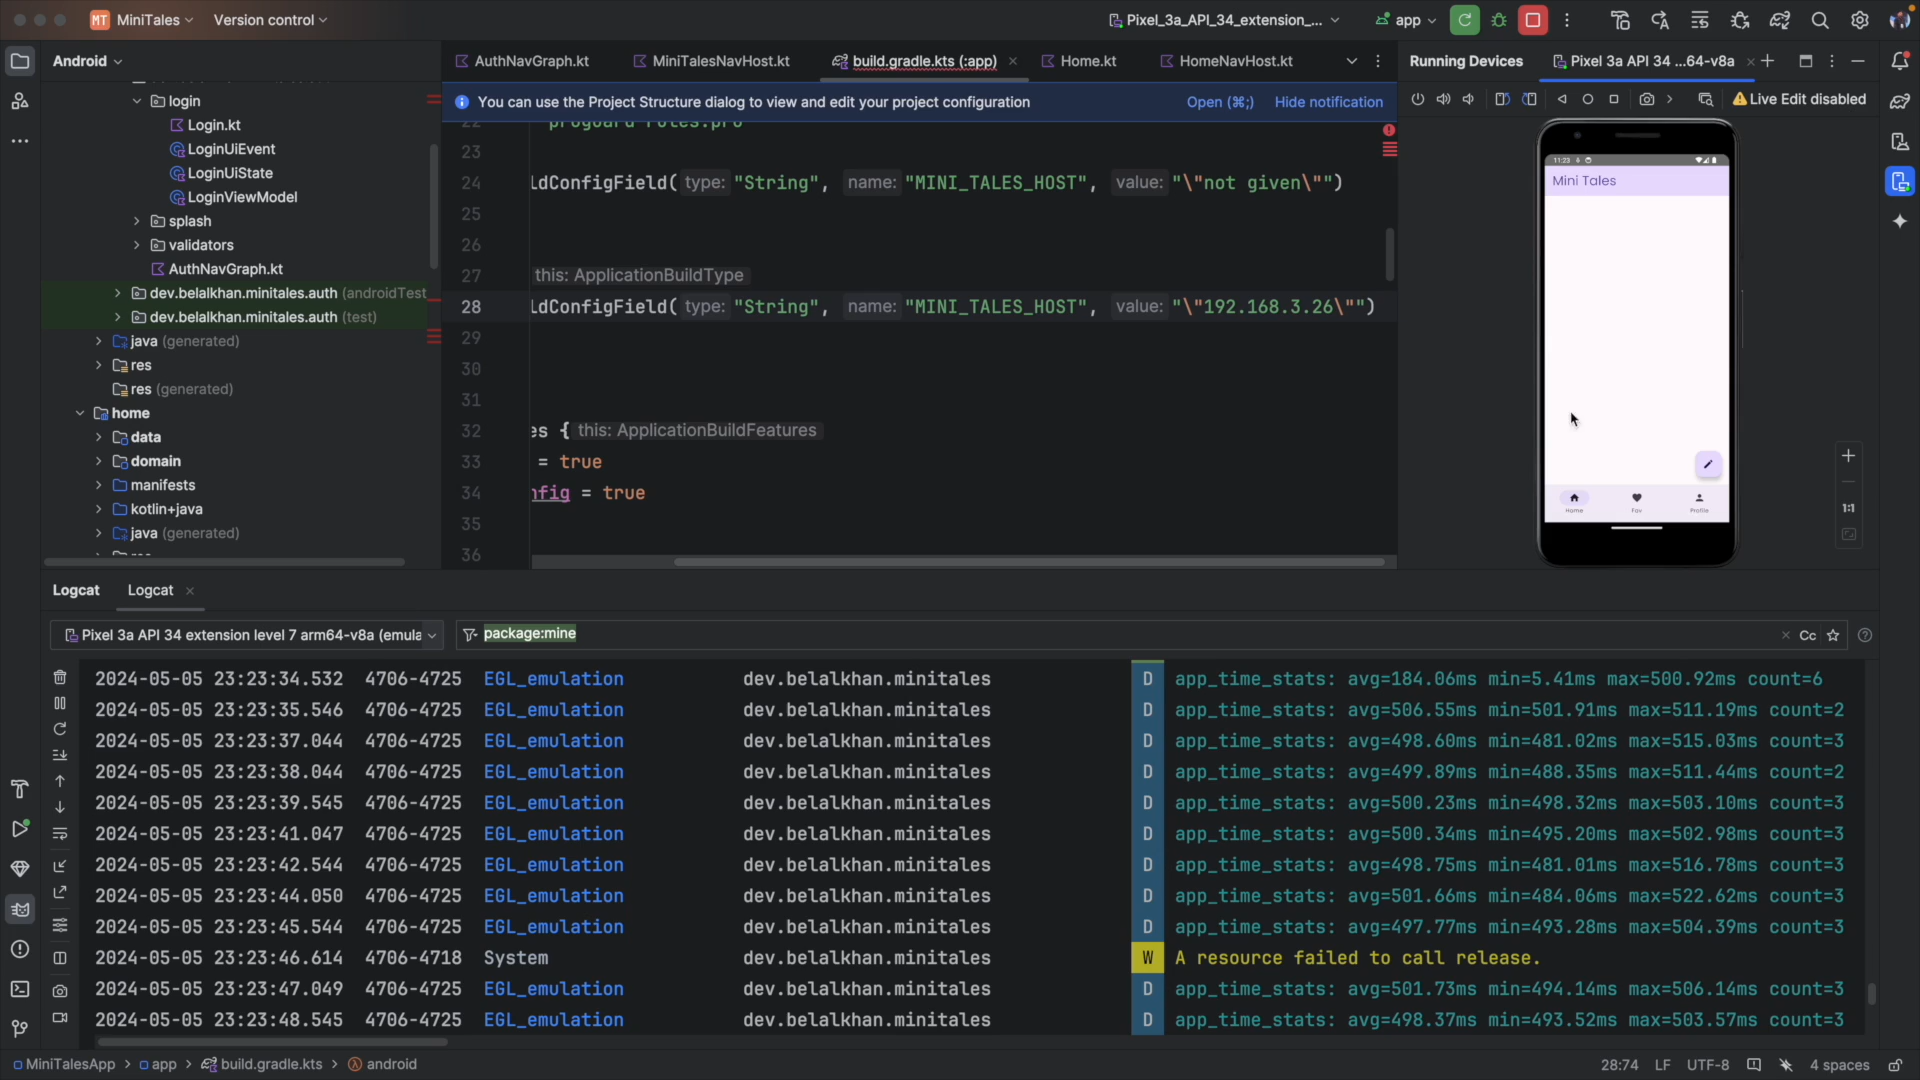 MT MiniTales Version control Pixel_3a_API_34_extension_... app
Android
AuthNavGraph.kt MiniTalesNavHost.kt build.gradle.kts (:app) Home.kt HomeNavHost.kt
Running Devices Pixel 3a API 34 ...64-v8a
You can use the Project Structure dialog to view and edit your project configuration Open (⌘;) Hide notification
Live Edit disabled
login
Login.kt
LoginUiEvent
LoginUiState
LoginViewModel
splash
validators
AuthNavGraph.kt
dev.belalkhan.minitales.auth (androidTest
dev.belalkhan.minitales.auth (test)
java (generated)
res
res (generated)
home
data
domain
manifests
kotlin+java
java (generated)
23
24 ldConfigField( type: "String", name: "MINI_TALES_HOST", value: "\"not given\"")
25
26
27 this: ApplicationBuildType
28 ldConfigField( type: "String", name: "MINI_TALES_HOST", value: "\"192.168.3.26\"")
29
30
31
32 es { this: ApplicationBuildFeatures
33 = true
34 nfig = true
35
36
11:23
Mini Tales
Home Fav Profile
1:1
Logcat Logcat
Pixel 3a API 34 extension level 7 arm64-v8a (emula package:mine Cc
2024-05-05 23:23:34.532 4706-4725 EGL_emulation dev.belalkhan.minitales D app_time_stats: avg=184.06ms min=5.41ms max=500.92ms count=6
2024-05-05 23:23:35.546 4706-4725 EGL_emulation dev.belalkhan.minitales D app_time_stats: avg=506.55ms min=501.91ms max=511.19ms count=2
2024-05-05 23:23:37.044 4706-4725 EGL_emulation dev.belalkhan.minitales D app_time_stats: avg=498.60ms min=481.02ms max=515.03ms count=3
2024-05-05 23:23:38.044 4706-4725 EGL_emulation dev.belalkhan.minitales D app_time_stats: avg=499.89ms min=488.35ms max=511.44ms count=2
2024-05-05 23:23:39.545 4706-4725 EGL_emulation dev.belalkhan.minitales D app_time_stats: avg=500.23ms min=498.32ms max=503.10ms count=3
2024-05-05 23:23:41.047 4706-4725 EGL_emulation dev.belalkhan.minitales D app_time_stats: avg=500.34ms min=495.20ms max=502.98ms count=3
2024-05-05 23:23:42.544 4706-4725 EGL_emulation dev.belalkhan.minitales D app_time_stats: avg=498.75ms min=481.01ms max=516.78ms count=3
2024-05-05 23:23:44.050 4706-4725 EGL_emulation dev.belalkhan.minitales D app_time_stats: avg=501.66ms min=484.06ms max=522.62ms count=3
2024-05-05 23:23:45.544 4706-4725 EGL_emulation dev.belalkhan.minitales D app_time_stats: avg=497.77ms min=493.28ms max=504.39ms count=3
2024-05-05 23:23:46.614 4706-4718 System dev.belalkhan.minitales W A resource failed to call release.
2024-05-05 23:23:47.049 4706-4725 EGL_emulation dev.belalkhan.minitales D app_time_stats: avg=501.73ms min=494.14ms max=506.14ms count=3
2024-05-05 23:23:48.545 4706-4725 EGL_emulation dev.belalkhan.minitales D app_time_stats: avg=498.37ms min=493.52ms max=503.57ms count=3
MiniTalesApp > app > build.gradle.kts > android 28:74 LF UTF-8 4 spaces